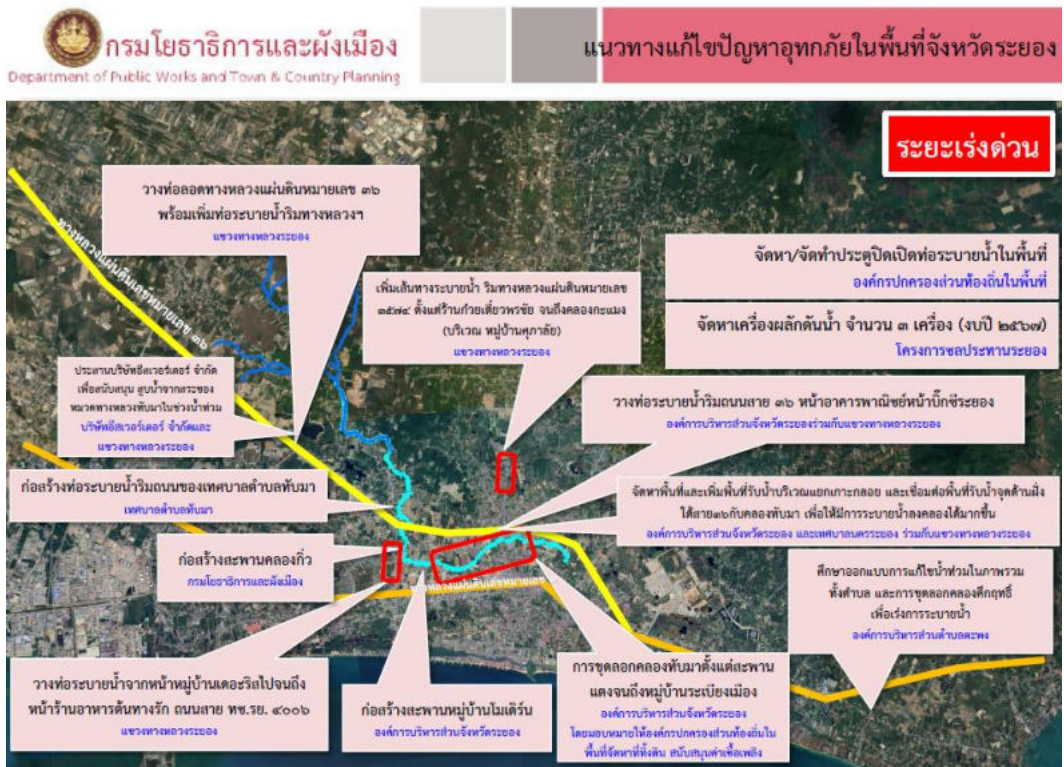 กรมโยธาธิการและผังเมือง
Department of Public Works and Town & Country Planning
แนวทางแก้ไขปัญหาอุทกภัยในพื้นที่จังหวัดระยอง
ระยะเร่งด่วน
วางท่อลอดทางหลวงแผ่นดินหมายเลข ๓๖
พร้อมเพิ่มท่อระบายน้ำริมทางหลวงฯ
แขวงทางหลวงระยอง
ทางหลวงแผ่นดินหมายเลข ๓๖
เพิ่มเส้นทางระบายน้ำ ริมทางหลวงแผ่นดินหมายเลข
๓๕๗๔ ตั้งแต่ร้านก๋วยเตี๋ยวพรชัย จนถึงคลองกะแมง
(บริเวณ หมู่บ้านศุภาลัย)
แขวงทางหลวงระยอง
จัดหา/จัดทำประตูปิดเปิดท่อระบายน้ำในพื้นที่
องค์กรปกครองส่วนท้องถิ่นในพื้นที่
จัดหาเครื่องผลักดันน้ำ จำนวน ๓ เครื่อง (งบปี ๒๕๖๗)
โครงการชลประทานระยอง
ประสานบริษัทอีสเวอร์เตอร์ จำกัด
เพื่อสนับสนุน สูบน้ำจากสระของ
หมวดทางหลวงทับมาในช่วงน้ำท่วม
บริษัทอีสเวอร์เตอร์ จำกัดและ
แขวงทางหลวงระยอง
วางท่อระบายน้ำริมถนนสาย ๓๖ หน้าอาคารพาณิชย์หน้าบิ๊กซีระยอง
องค์การบริหารส่วนจังหวัดระยองร่วมกับแขวงทางหลวงระยอง
ก่อสร้างท่อระบายน้ำริมถนนของเทศบาลตำบลทับมา
เทศบาลตำบลทับมา
จัดหาพื้นที่และเพิ่มพื้นที่รับน้ำบริเวณแยกเกาะกลอย และเชื่อมต่อพื้นที่รับน้ำจุดด้านฝั่ง
ใต้สาย๓๖กับคลองทับมา เพื่อให้มีการระบายน้ำลงคลองได้มากขึ้น
องค์การบริหารส่วนจังหวัดระยอง และเทศบาลนครระยอง ร่วมกับแขวงทางหลวงระยอง
ก่อสร้างสะพานคลองกิ่ว
กรมโยธาธิการและผังเมือง
ทางหลวงแผ่นดินหมายเลข
ศึกษาออกแบบการแก้ไขน้ำท่วมในภาพรวม
ทั้งตำบล และการขุดลอกคลองคึกฤทธิ์
เพื่อเร่งการระบายน้ำ
องค์การบริหารส่วนตำบลตะพง
วางท่อระบายน้ำจากหน้าหมู่บ้านเดอะริสไปจนถึง
หน้าร้านอาหารต้นทางรัก ถนนสาย ทช.รย. ๔๐๐๖
แขวงทางหลวงระยอง
ก่อสร้างสะพานหมู่บ้านโมเดิร์น
องค์การบริหารส่วนจังหวัดระยอง
การขุดลอกคลองทับมาตั้งแต่สะพาน
แดงจนถึงหมู่บ้านระเบียงเมือง
องค์การบริหารส่วนจังหวัดระยอง
โดยมอบหมายให้องค์กรปกครองส่วนท้องถิ่นใน
พื้นที่จัดหาที่ทิ้งดิน สนับสนุนค่าเชื้อเพลิง